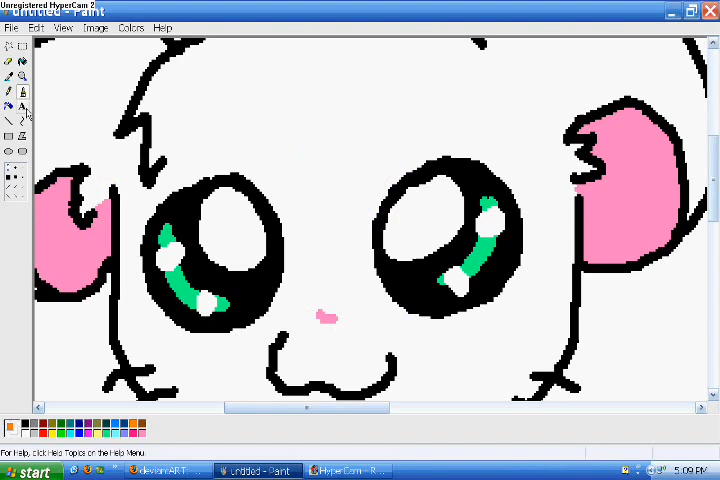 Unregistered HyperCam 2
untitled - Paint
File Edit View Image Colors Help
A
For Help, click Help Topics on the Help Menu.
start
deviantART:
untitled - Paint
HyperCam - R...
5:09 PM